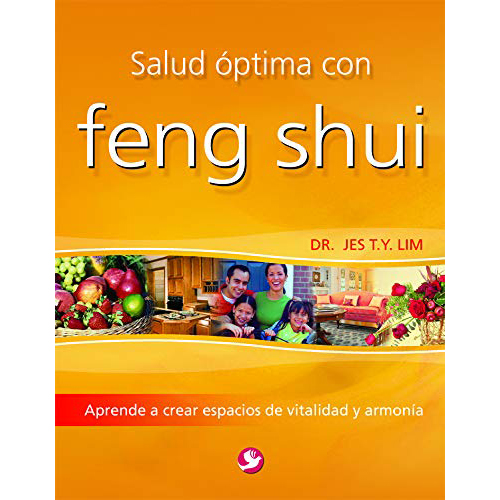 Salud óptima con
feng shui
DR. JES T.Y. LIM
Aprende a crear espacios de vitalidad y armonía